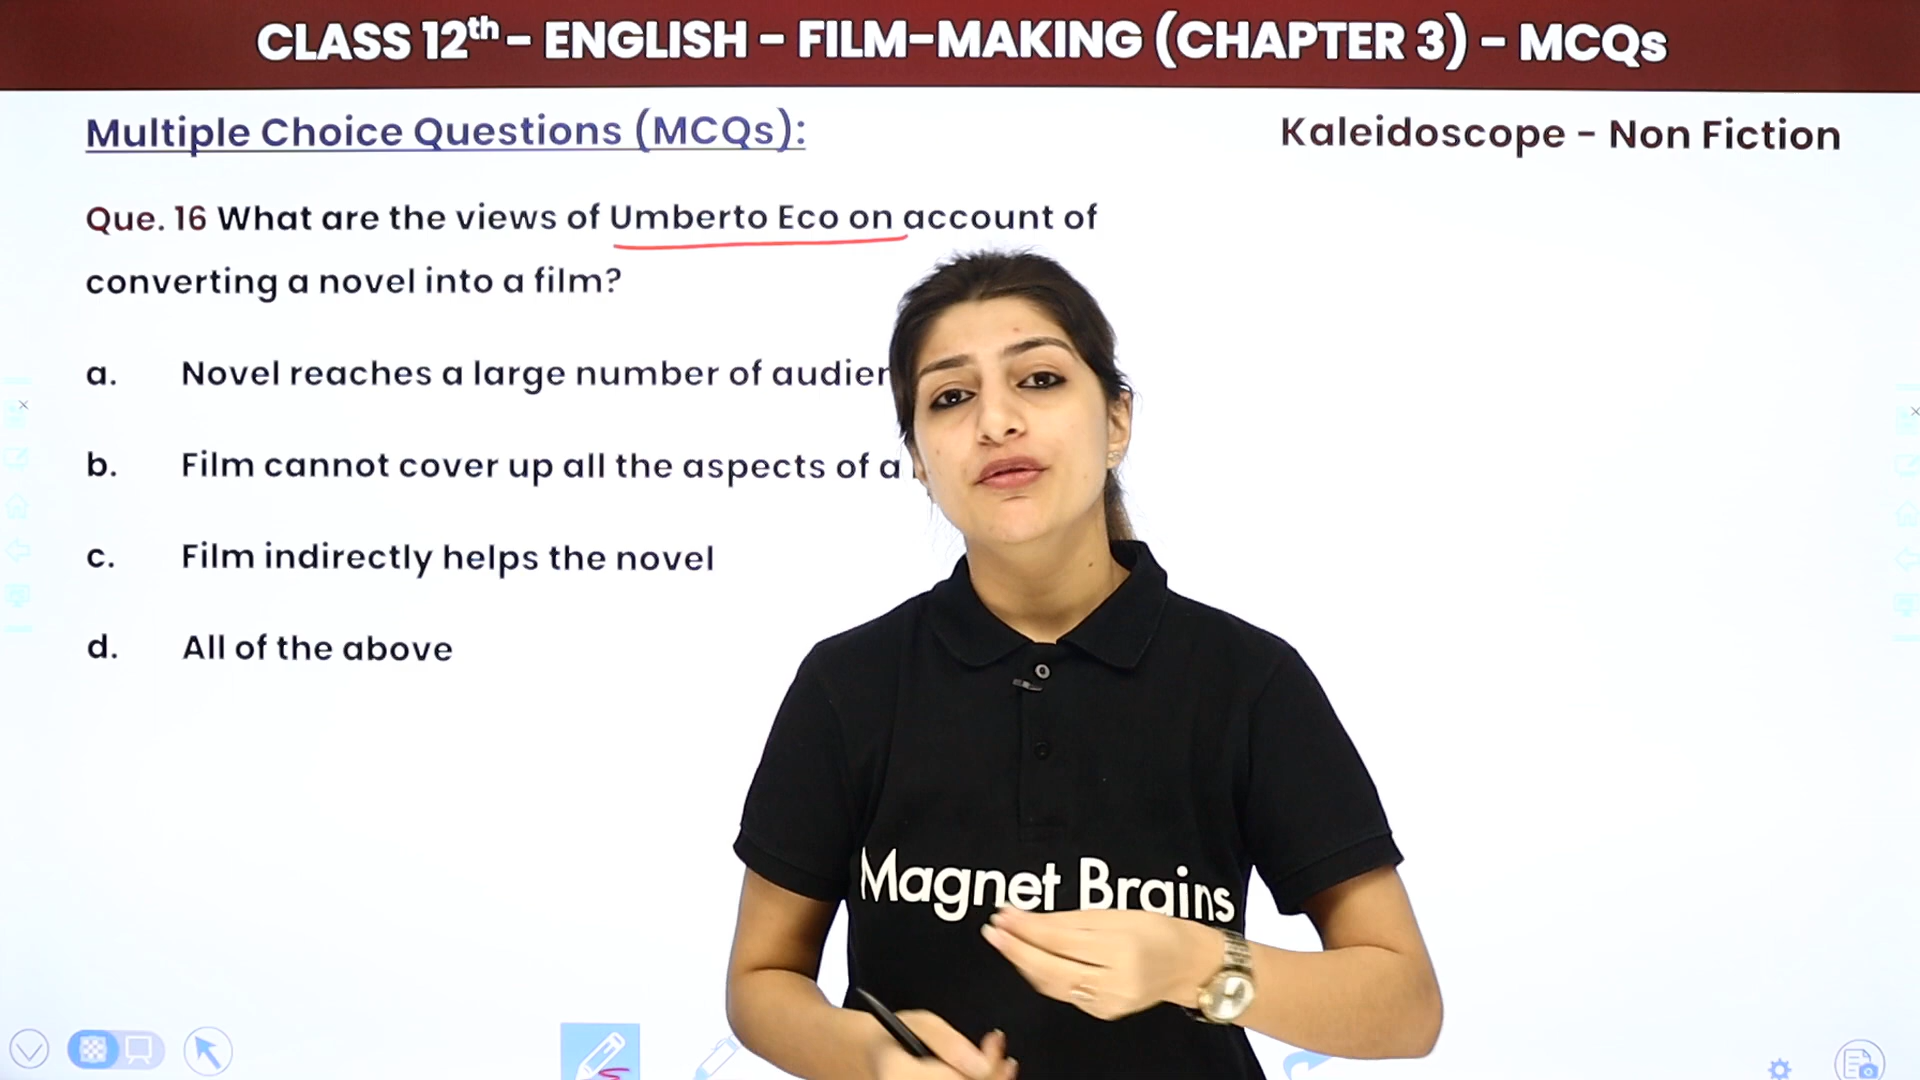 CLASS 12th - ENGLISH - FILM-MAKING (CHAPTER 3) - MCQs
Multiple Choice Questions (MCQs):
Kaleidoscope - Non Fiction
Que. 16 What are the views of Umberto Eco on account of
converting a novel into a film?
a. Novel reaches a large number of
b. Film cannot cover up all the aspects of a
c. Film indirectly helps the novel
d. All of the above
Magnet Brains